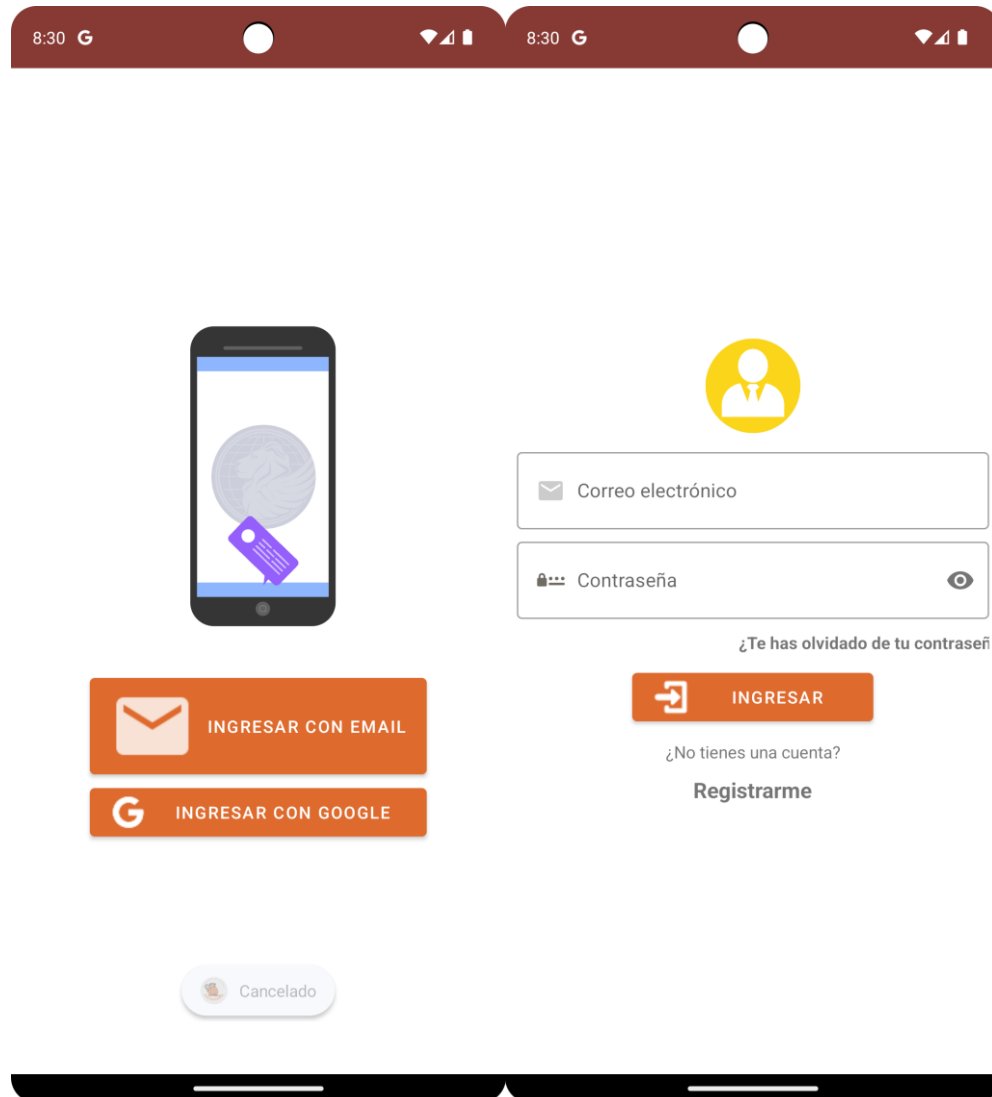 8:30 G
INGRESAR CON EMAIL
G INGRESAR CON GOOGLE
Cancelado
8:30 G
Correo electrónico
Contraseña
¿Te has olvidado de tu contraseñ
INGRESAR
¿No tienes una cuenta?
Registrarme